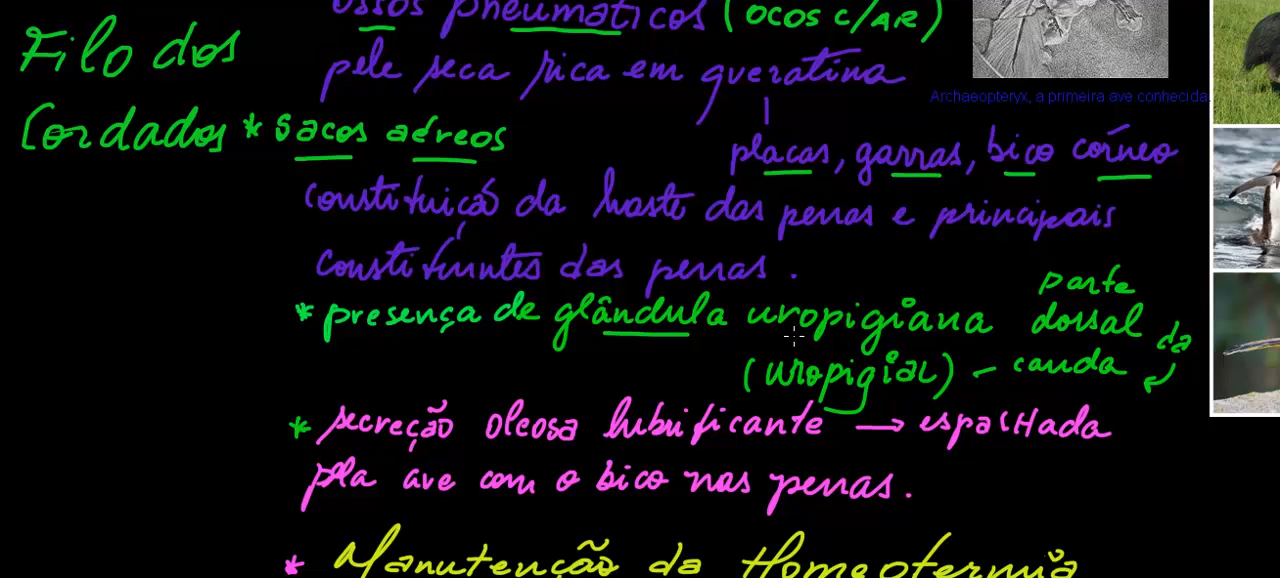 ossos pneumáticos (ocos c/AR)
Filo dos
pele seca rica em queratina
Archaeopteryx, a primeira ave conhecida
Cordados * sacos aéreos
placas, garras, bico córneo
constituiçã da haste das penas e principais
constituintes das penas.
* presença de glândula uropigiana parte dorsal da
(uropigial) - cauda
* secreção oleosa lubrificante → espalhada
pela ave com o bico nas penas.
* Manutenção da Homeotermia